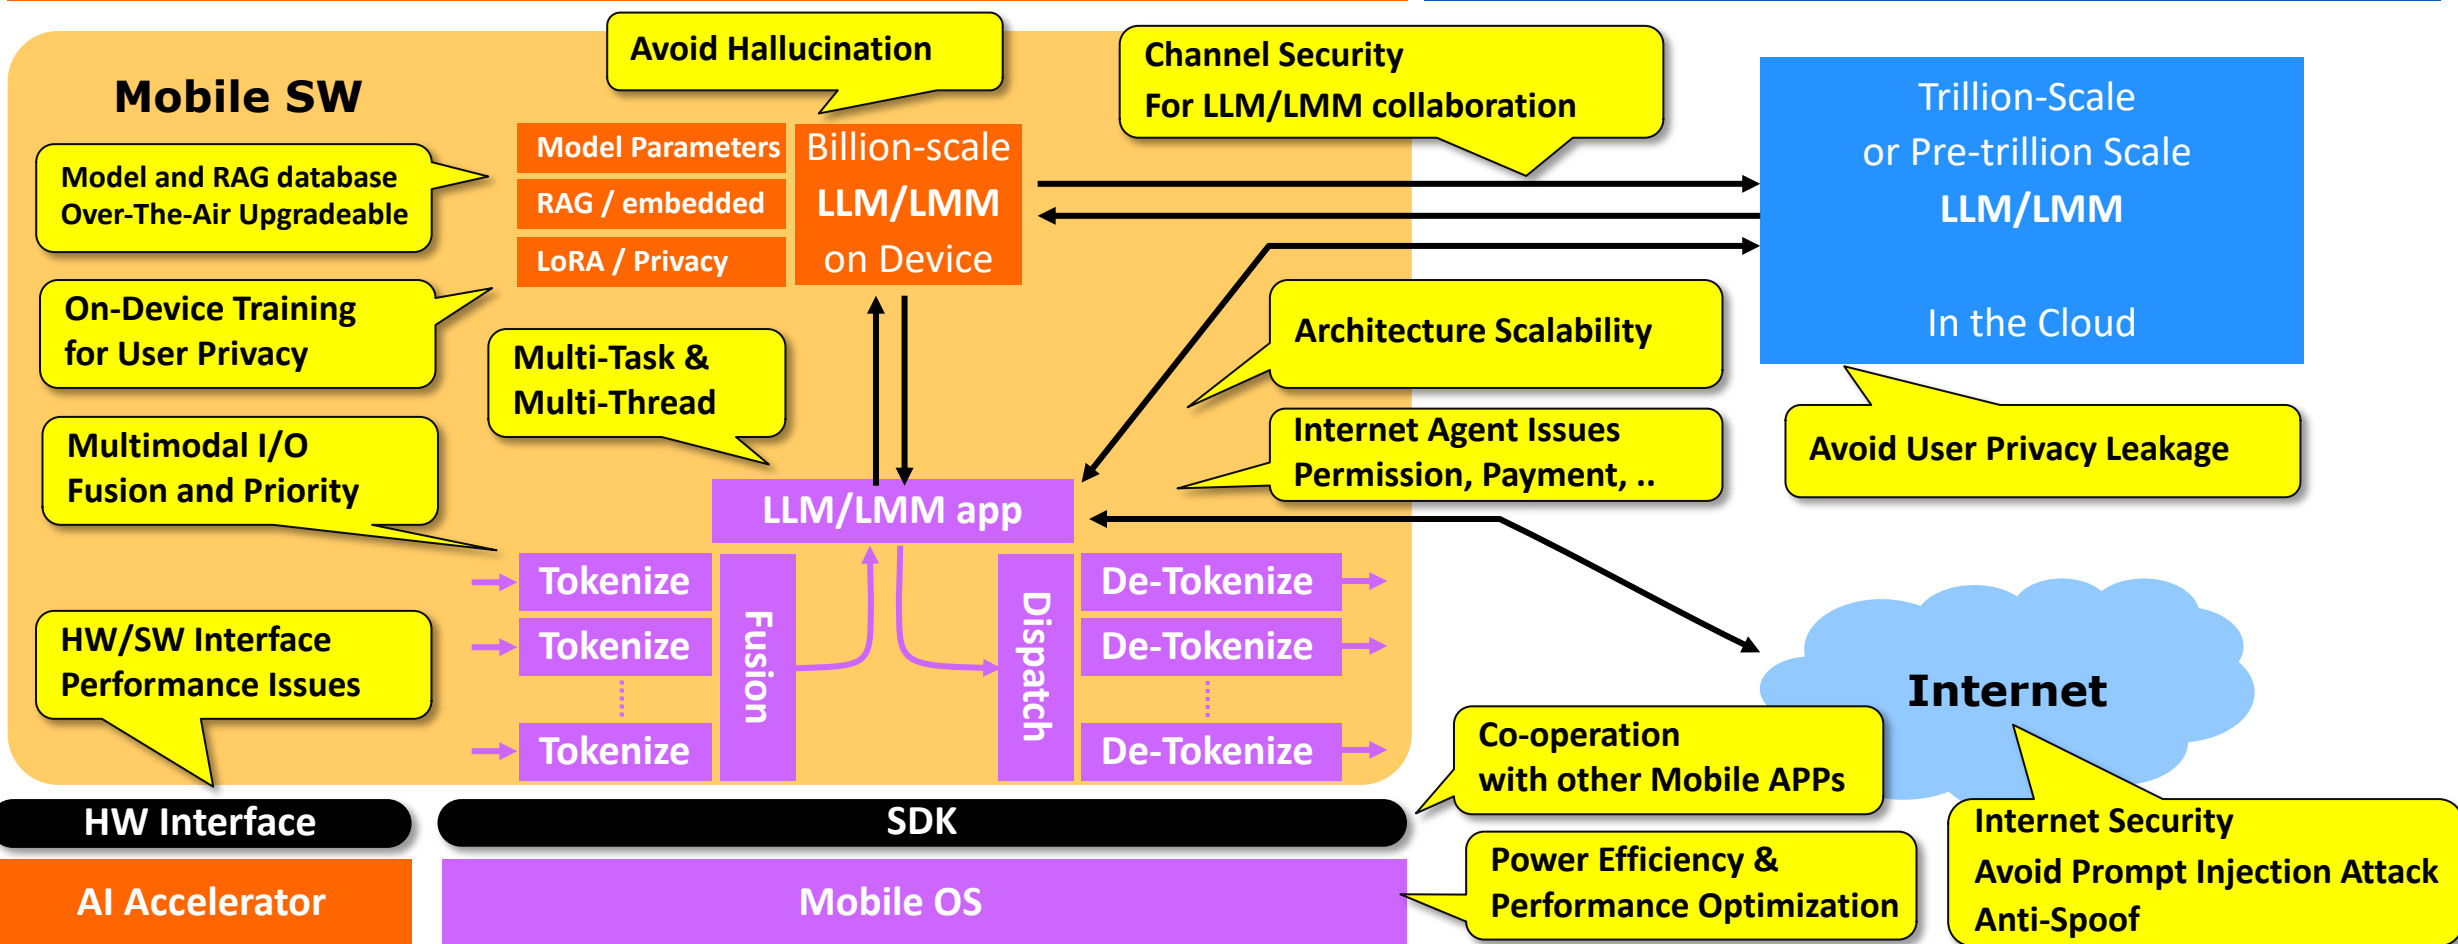 Mobile SW
Avoid Hallucination
Channel Security
For LLM/LMM collaboration
Trillion-Scale
or Pre-trillion Scale
LLM/LMM
In the Cloud
Model and RAG database
Over-The-Air Upgradeable
Model Parameters
RAG / embedded
LoRA / Privacy
Billion-scale
LLM/LMM
on Device
On-Device Training
for User Privacy
Multi-Task &
Multi-Thread
Architecture Scalability
Multimodal I/O
Fusion and Priority
Internet Agent Issues
Permission, Payment, ..
Avoid User Privacy Leakage
LLM/LMM app
Tokenize
Tokenize
Tokenize
Fusion
Dispatch
De-Tokenize
De-Tokenize
De-Tokenize
HW/SW Interface
Performance Issues
Internet
Co-operation
with other Mobile APPs
HW Interface
SDK
AI Accelerator
Mobile OS
Power Efficiency &
Performance Optimization
Internet Security
Avoid Prompt Injection Attack
Anti-Spoof